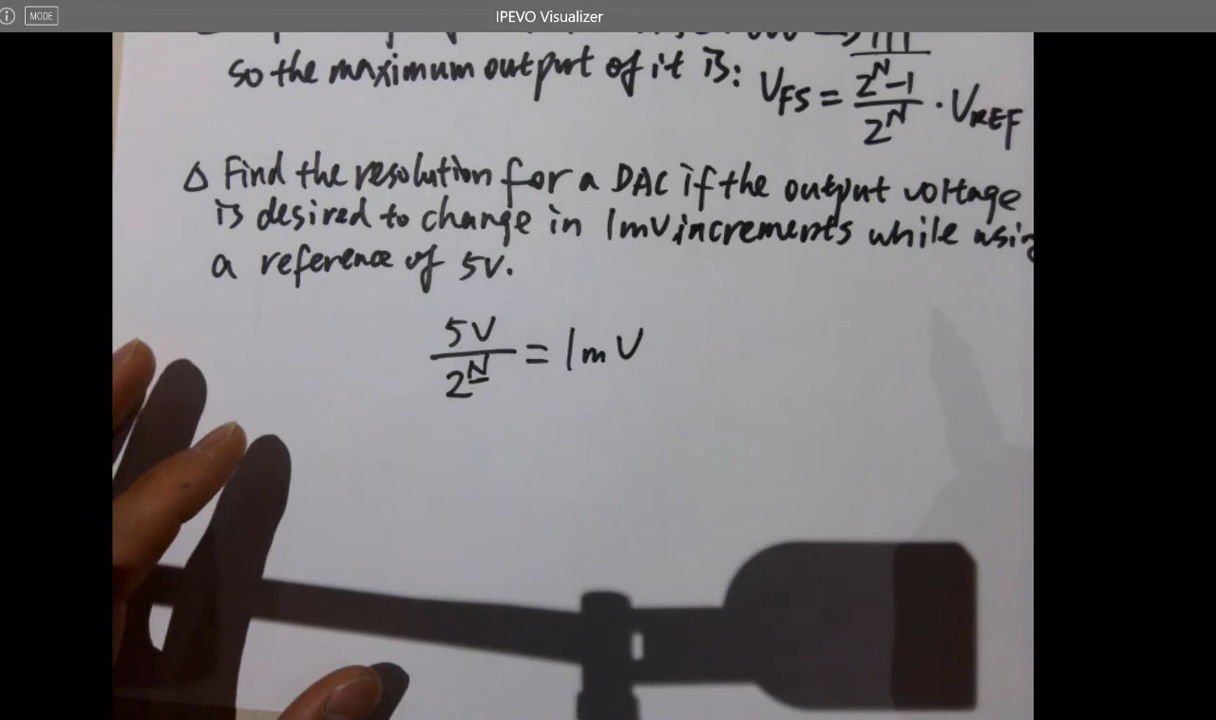 MODE
IPEVO Visualizer
so the maximum output of it is: V_FS = (2^N-1)/(2^N) · V_REF
△ Find the resolution for a DAC if the output voltage
is desired to change in 1mV increments while usin
a reference of 5V.
5V/2^N = 1mV